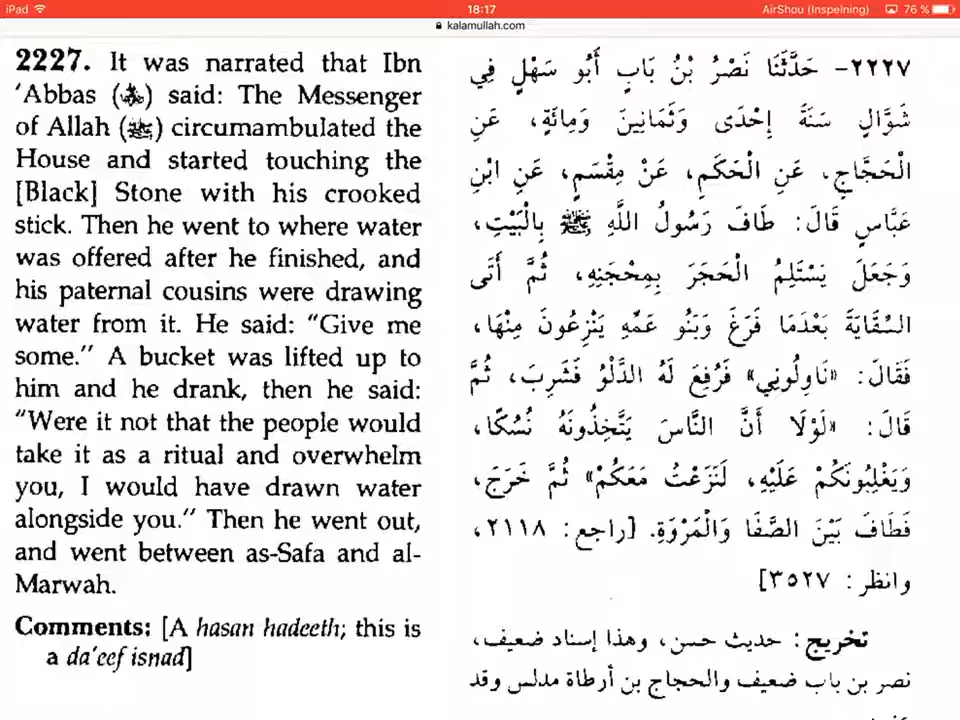 iPad
18:17
AirShou (Inspelning)
76 %
kalamullah.com
2227. It was narrated that Ibn
'Abbas (ؓ) said: The Messenger
of Allah (ﷺ) circumambulated the
House and started touching the
[Black] Stone with his crooked
stick. Then he went to where water
was offered after he finished, and
his paternal cousins were drawing
water from it. He said: "Give me
some." A bucket was lifted up to
him and he drank, then he said:
"Were it not that the people would
take it as a ritual and overwhelm
you, I would have drawn water
alongside you." Then he went out,
and went between as-Safa and al-
Marwah.
Comments: [A hasan hadeeth; this is
a da'eef isnad]
٢٢٢٧- حَدَّثَنَا نَصْرُ بْنُ بَابٍ أَبُو سَهْلٍ فِي
شَوَّالٍ سَنَةَ إِحْدَى وَثَمَانِينَ وَمِائَةٍ، عَنِ
الْحَجَّاجِ، عَنِ الْحَكَمِ، عَنْ مِقْسَمٍ، عَنِ ابْنِ
عَبَّاسٍ قَالَ: طَافَ رَسُولُ اللَّهِ ﷺ بِالْبَيْتِ،
وَجَعَلَ يَسْتَلِمُ الْحَجَرَ بِمِحْجَنِهِ، ثُمَّ أَتَى
السِّقَايَةَ بَعْدَمَا فَرَغَ وَبَنُو عَمِّهِ يَنْزِعُونَ مِنْهَا،
فَقَالَ: «نَاوِلُونِي» فَرُفِعَ لَهُ الدَّلْوُ فَشَرِبَ، ثُمَّ
قَالَ: «لَوْلَا أَنَّ النَّاسَ يَتَّخِذُونَهُ نُسُكًا،
وَيَغْلِبُونَكُمْ عَلَيْهِ، لَنَزَعْتُ مَعَكُمْ» ثُمَّ خَرَجَ،
فَطَافَ بَيْنَ الصَّفَا وَالْمَرْوَةِ. [راجع: ٢١١٨،
وانظر: ٣٥٢٧]
تخريج: حديث حسن، وهذا إسناد ضعيف،
نصر بن باب ضعيف والحجاج بن أرطاة مدلس وقد